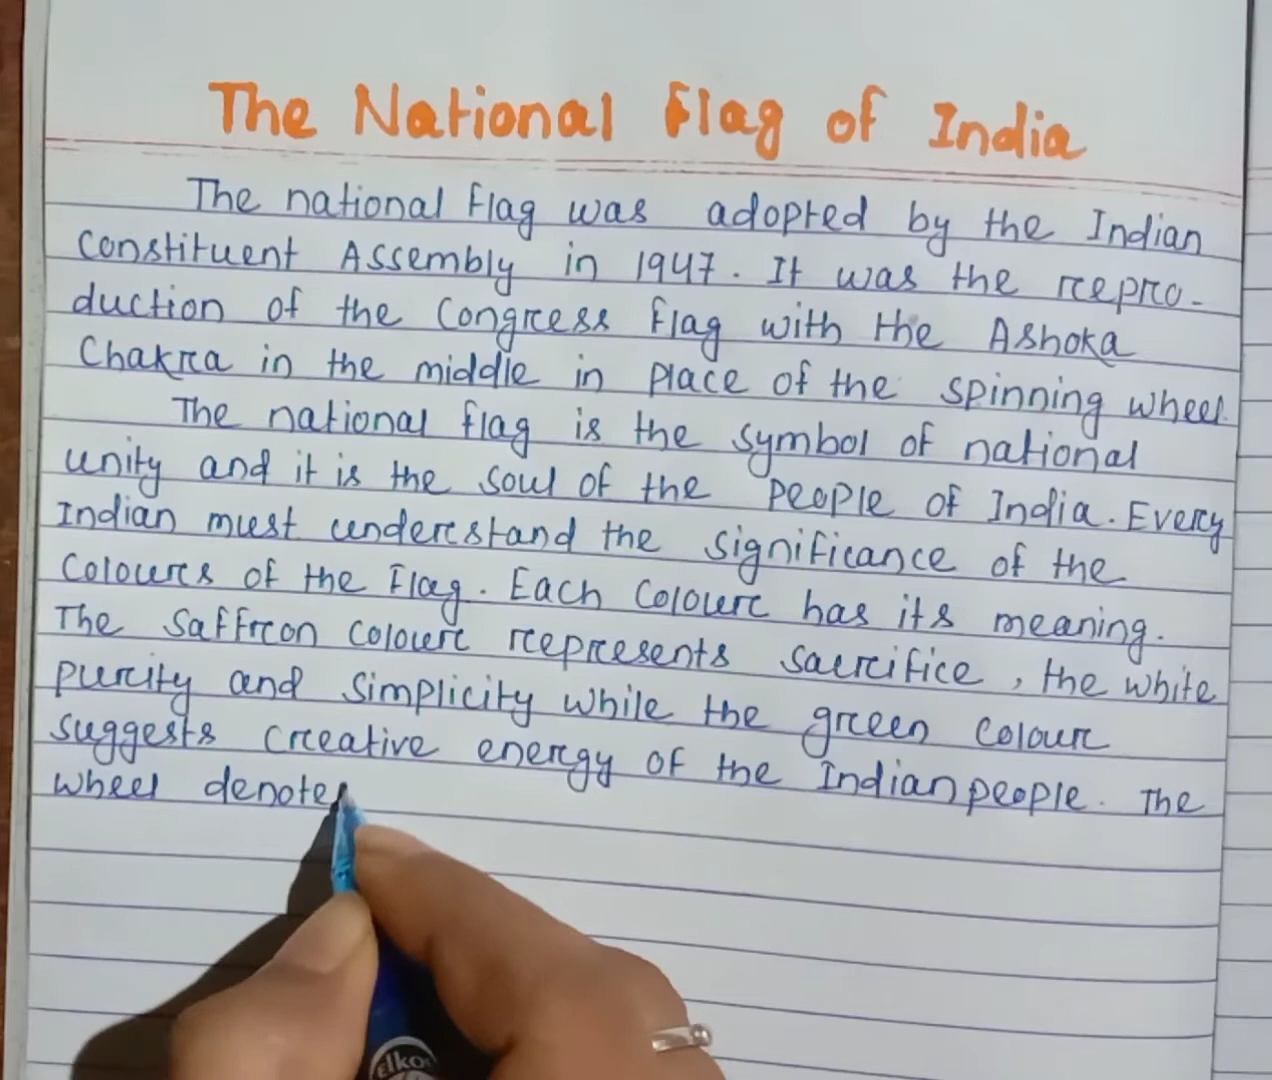 The National Flag of India
The national flag was adopted by the Indian
Constituent Assembly in 1947. It was the repro-
duction of the Congress flag with the Ashoka
Chakra in the middle in place of the spinning wheel.
The national flag is the symbol of national
unity and it is the soul of the people of India. Every
Indian must understand the significance of the
Colours of the Flag. Each Colour has its meaning.
The Saffron colour represents sacrifice, the white
purity and simplicity while the green colour
suggests creative energy of the Indian people. The
wheel denotes
elkos